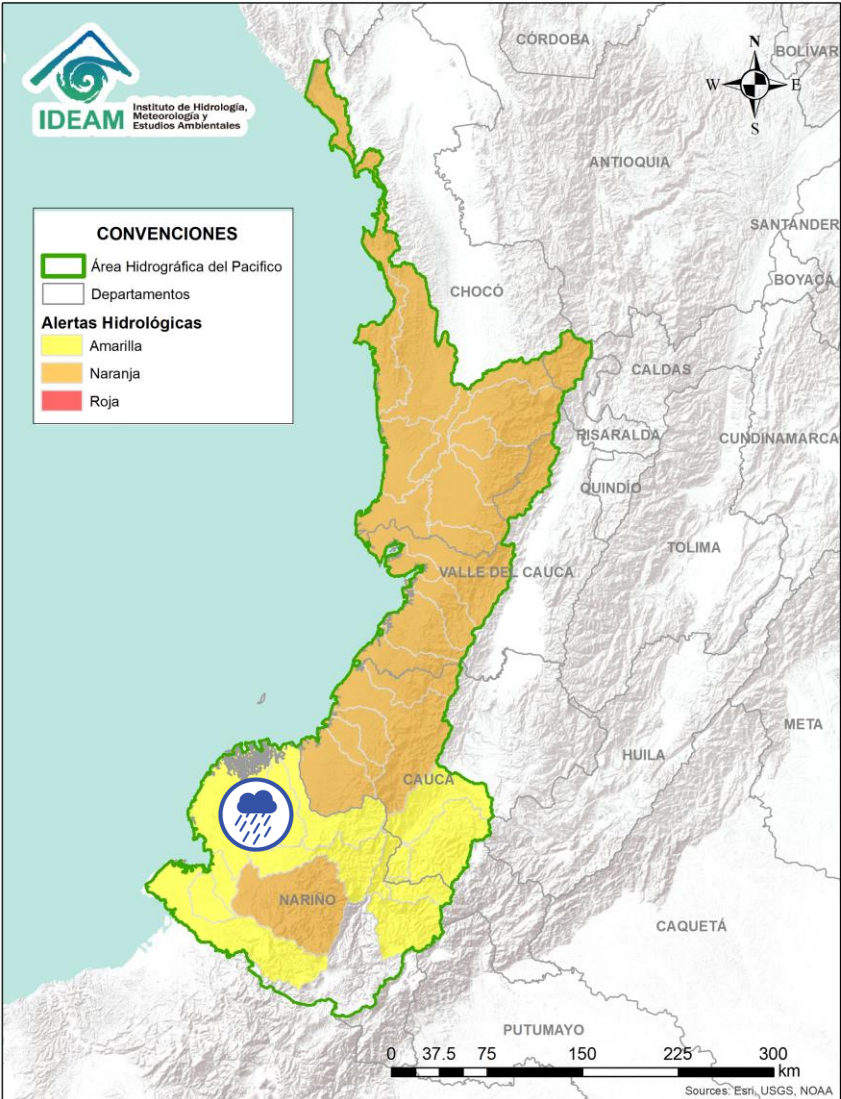 IDEAM
Instituto de Hidrología,
Meteorología y
Estudios Ambientales
CONVENCIONES
Área Hidrográfica del Pacifico
Departamentos
Alertas Hidrológicas
Amarilla
Naranja
Roja
N
W
E
S
CÓRDOBA
BOLÍVAR
ANTIOQUIA
SANTANDER
BOYACÁ
CHOCÓ
CALDAS
RISARALDA
CUNDINAMARCA
QUINDÍO
TOLIMA
VALLE DEL CAUCA
META
HUILA
CAUCA
NARIÑO
CAQUETÁ
PUTUMAYO
0 37.5 75 150 225 300
km
Sources: Esri, USGS, NOAA